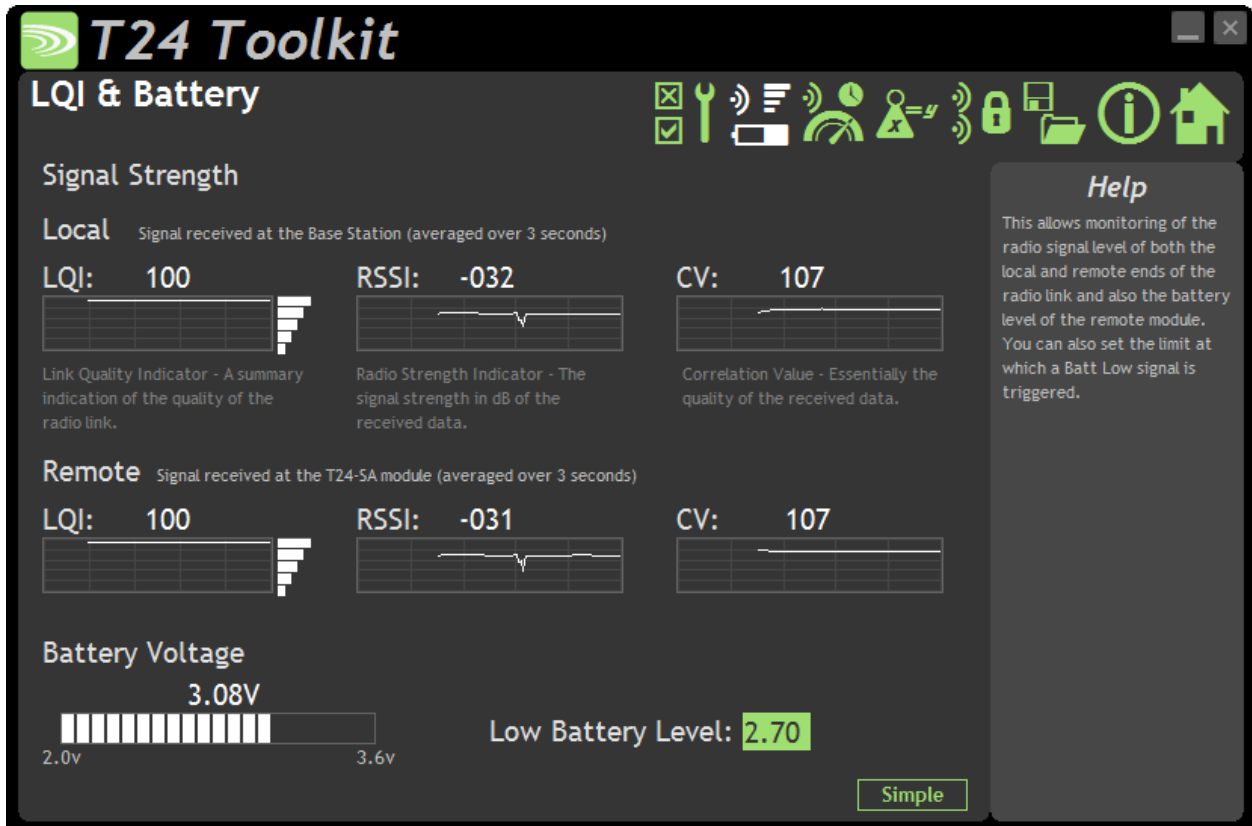 T24 Toolkit
LQI & Battery
x=y
Signal Strength
Local Signal received at the Base Station (averaged over 3 seconds)
LQI: 100 RSSI: -032 CV: 107
Link Quality Indicator - A summary
indication of the quality of the
radio link.
Radio Strength Indicator - The
signal strength in dB of the
received data.
Correlation Value - Essentially the
quality of the received data.
Remote Signal received at the T24-SA module (averaged over 3 seconds)
LQI: 100 RSSI: -031 CV: 107
Battery Voltage
3.08V
2.0v 3.6v
Low Battery Level: 2.70
Simple
Help
This allows monitoring of the
radio signal level of both the
local and remote ends of the
radio link and also the battery
level of the remote module.
You can also set the limit at
which a Batt Low signal is
triggered.